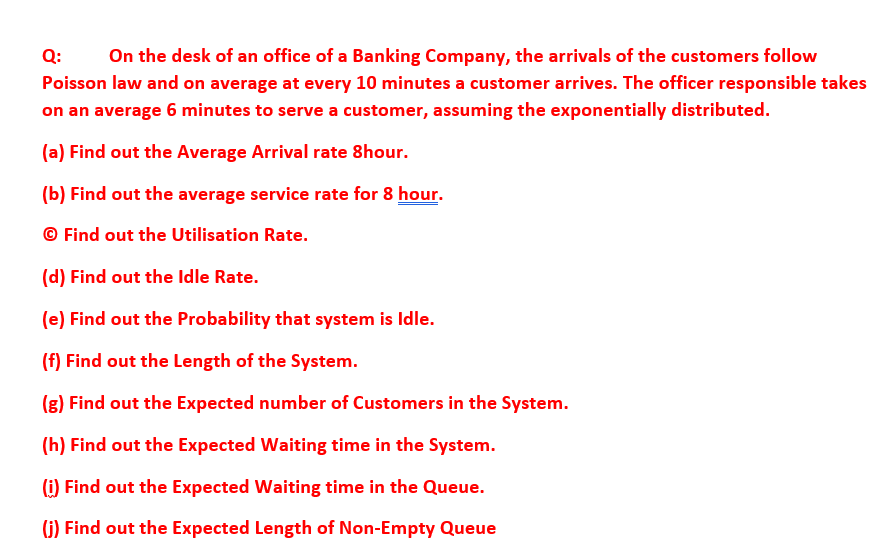 Q: On the desk of an office of a Banking Company, the arrivals of the customers follow
Poisson law and on average at every 10 minutes a customer arrives. The officer responsible takes
on an average 6 minutes to serve a customer, assuming the exponentially distributed.
(a) Find out the Average Arrival rate 8hour.
(b) Find out the average service rate for 8 hour.
© Find out the Utilisation Rate.
(d) Find out the Idle Rate.
(e) Find out the Probability that system is Idle.
(f) Find out the Length of the System.
(g) Find out the Expected number of Customers in the System.
(h) Find out the Expected Waiting time in the System.
(i) Find out the Expected Waiting time in the Queue.
(j) Find out the Expected Length of Non-Empty Queue